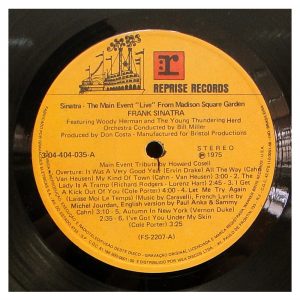 REPRISE RECORDS
Sinatra - The Main Event "Live" From Madison Square Garden
FRANK SINATRA
Featuring Woody Herman and The Young Thundering Herd
Orchestra Conducted by Bill Miller
Produced by Don Costa - Manufactured for Bristol Productions
STEREO
104-404-035-A
℗ 1975
Main Event Tribute by Howard Cosell
Overture: It Was a Very Good Year (Ervin Drake) All The Way (Cahn -
Van Heusen) My Kind Of Town (Cahn - Van Heusen) 3:00 - 2. The
Lady Is A Tramp (Richard Rodgers - Lorenz Hart) 2:45 - 3. I Get
A Kick Out Of You (Cole Porter) 4:00 - 4. Let Me Try Again
(Laisse Moi Le Temps) (Music by Caravelli, French Lyric by
Michel Jourdan, English version by Paul Anka & Sammy
Cahn) 3:10 - 5. Autumn In New York (Vernon Duke)
2:35 - 6. I've Got You Under My Skin
(Cole Porter) 3:25
(FS-2207-A)